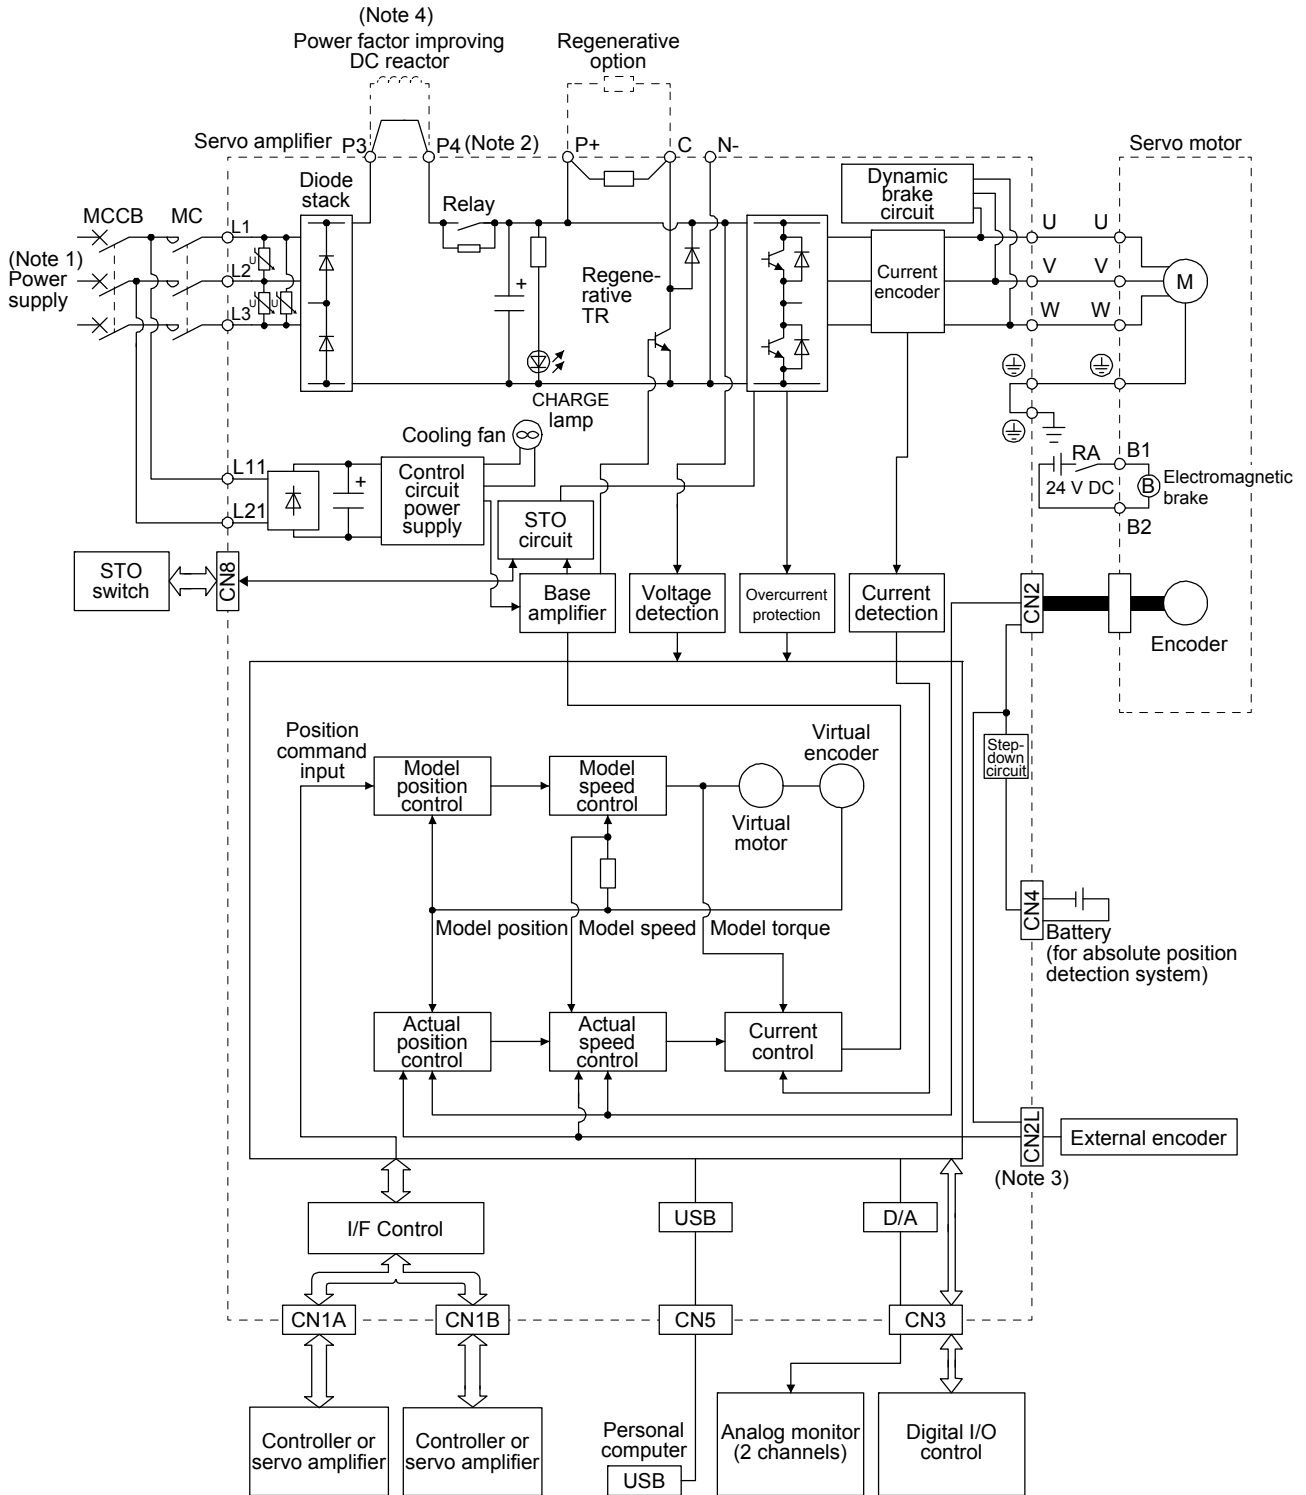 (Note 4)
Power factor improving
DC reactor
Regenerative
option
Servo amplifier
P3
P4
(Note 2)
P+
C
N-
Servo motor
Diode
stack
Dynamic
brake
circuit
MCCB
MC
Relay
L1
U
U
(Note 1)
Power
supply
U
L2
Regene-
rative
TR
Current
encoder
V
V
M
+
U
U
L3
W
W
CHARGE
lamp
Cooling fan
RA
B1
L11
+
Control
circuit
power
supply
24 V DC
B
Electromagnetic
brake
L21
STO
circuit
B2
STO
switch
CN8
Base
amplifier
Voltage
detection
Overcurrent
protection
Current
detection
CN2
Encoder
Position
command
input
Virtual
encoder
Step-
down
circuit
Model
position
control
Model
speed
control
Virtual
motor
CN4
Model position
Model speed
Model torque
Battery
(for absolute position
detection system)
Actual
position
control
Actual
speed
control
Current
control
CN2L
External encoder
(Note 3)
I/F Control
USB
D/A
CN1A
CN1B
CN5
CN3
Controller or
servo amplifier
Controller or
servo amplifier
Personal
computer
USB
Analog monitor
(2 channels)
Digital I/O
control